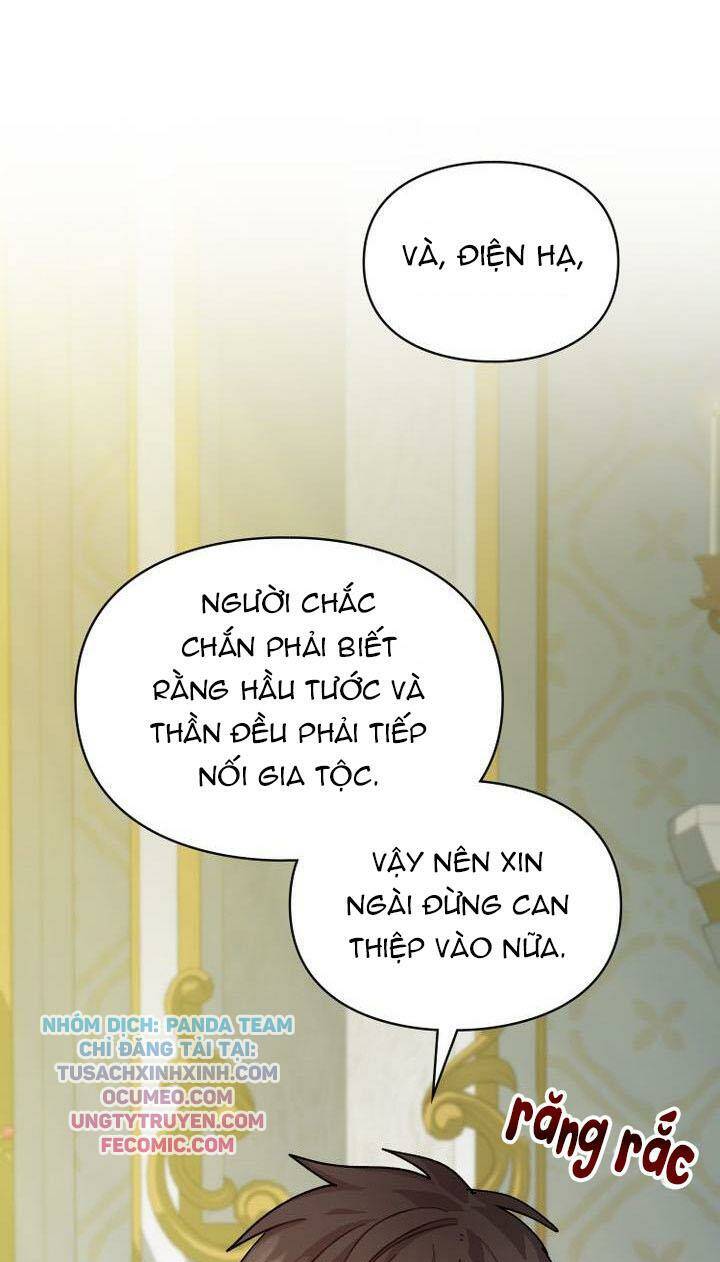 VÀ, ĐIỆN HẠ,
NGƯỜI CHẮC
CHẮN PHẢI BIẾT
RẰNG HẦU TƯỚC VÀ
THẦN ĐỀU PHẢI TIẾP
NỐI GIA TỘC.
VẬY NÊN XIN
NGÀI ĐỪNG CAN
THIỆP VÀO NỮA.
NHÓM DỊCH: PANDA TEAM
CHỈ ĐĂNG TẢI TẠI:
TUSACHXINHXINH.COM
OCUMEO.COM
UNGTYTRUYEN.COM
FECOMIC.COM
răng rắc